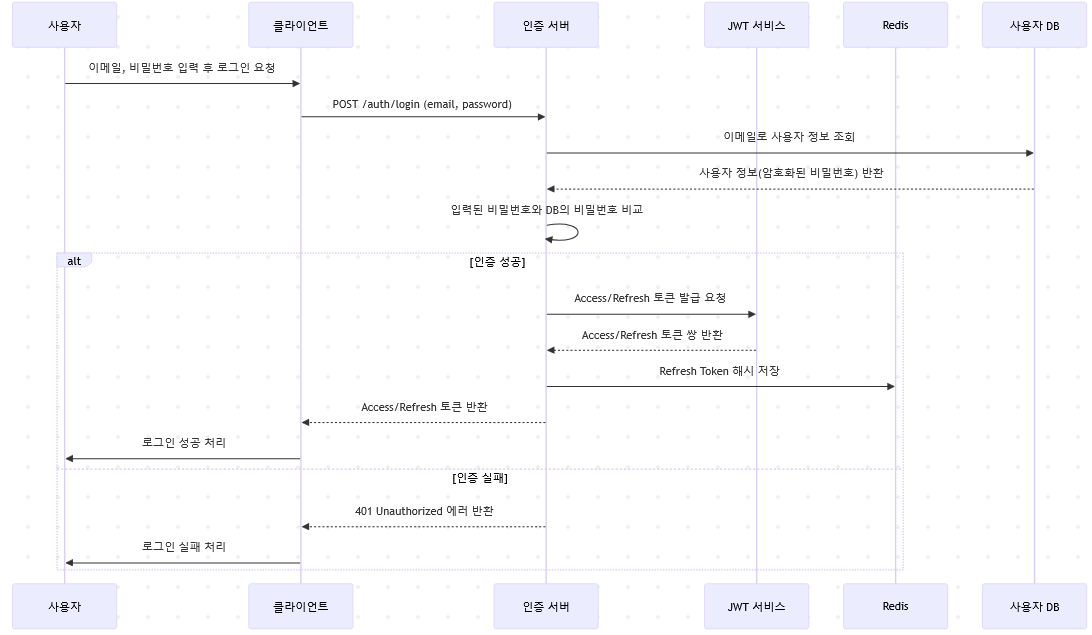 사용자
클라이언트
인증 서버
JWT 서비스
Redis
사용자 DB
이메일, 비밀번호 입력 후 로그인 요청
POST /auth/login (email, password)
이메일로 사용자 정보 조회
사용자 정보(암호화된 비밀번호) 반환
입력된 비밀번호와 DB의 비밀번호 비교
alt
[인증 성공]
Access/Refresh 토큰 발급 요청
Access/Refresh 토큰 쌍 반환
Refresh Token 해시 저장
Access/Refresh 토큰 반환
로그인 성공 처리
[인증 실패]
401 Unauthorized 에러 반환
로그인 실패 처리
사용자
클라이언트
인증 서버
JWT 서비스
Redis
사용자 DB